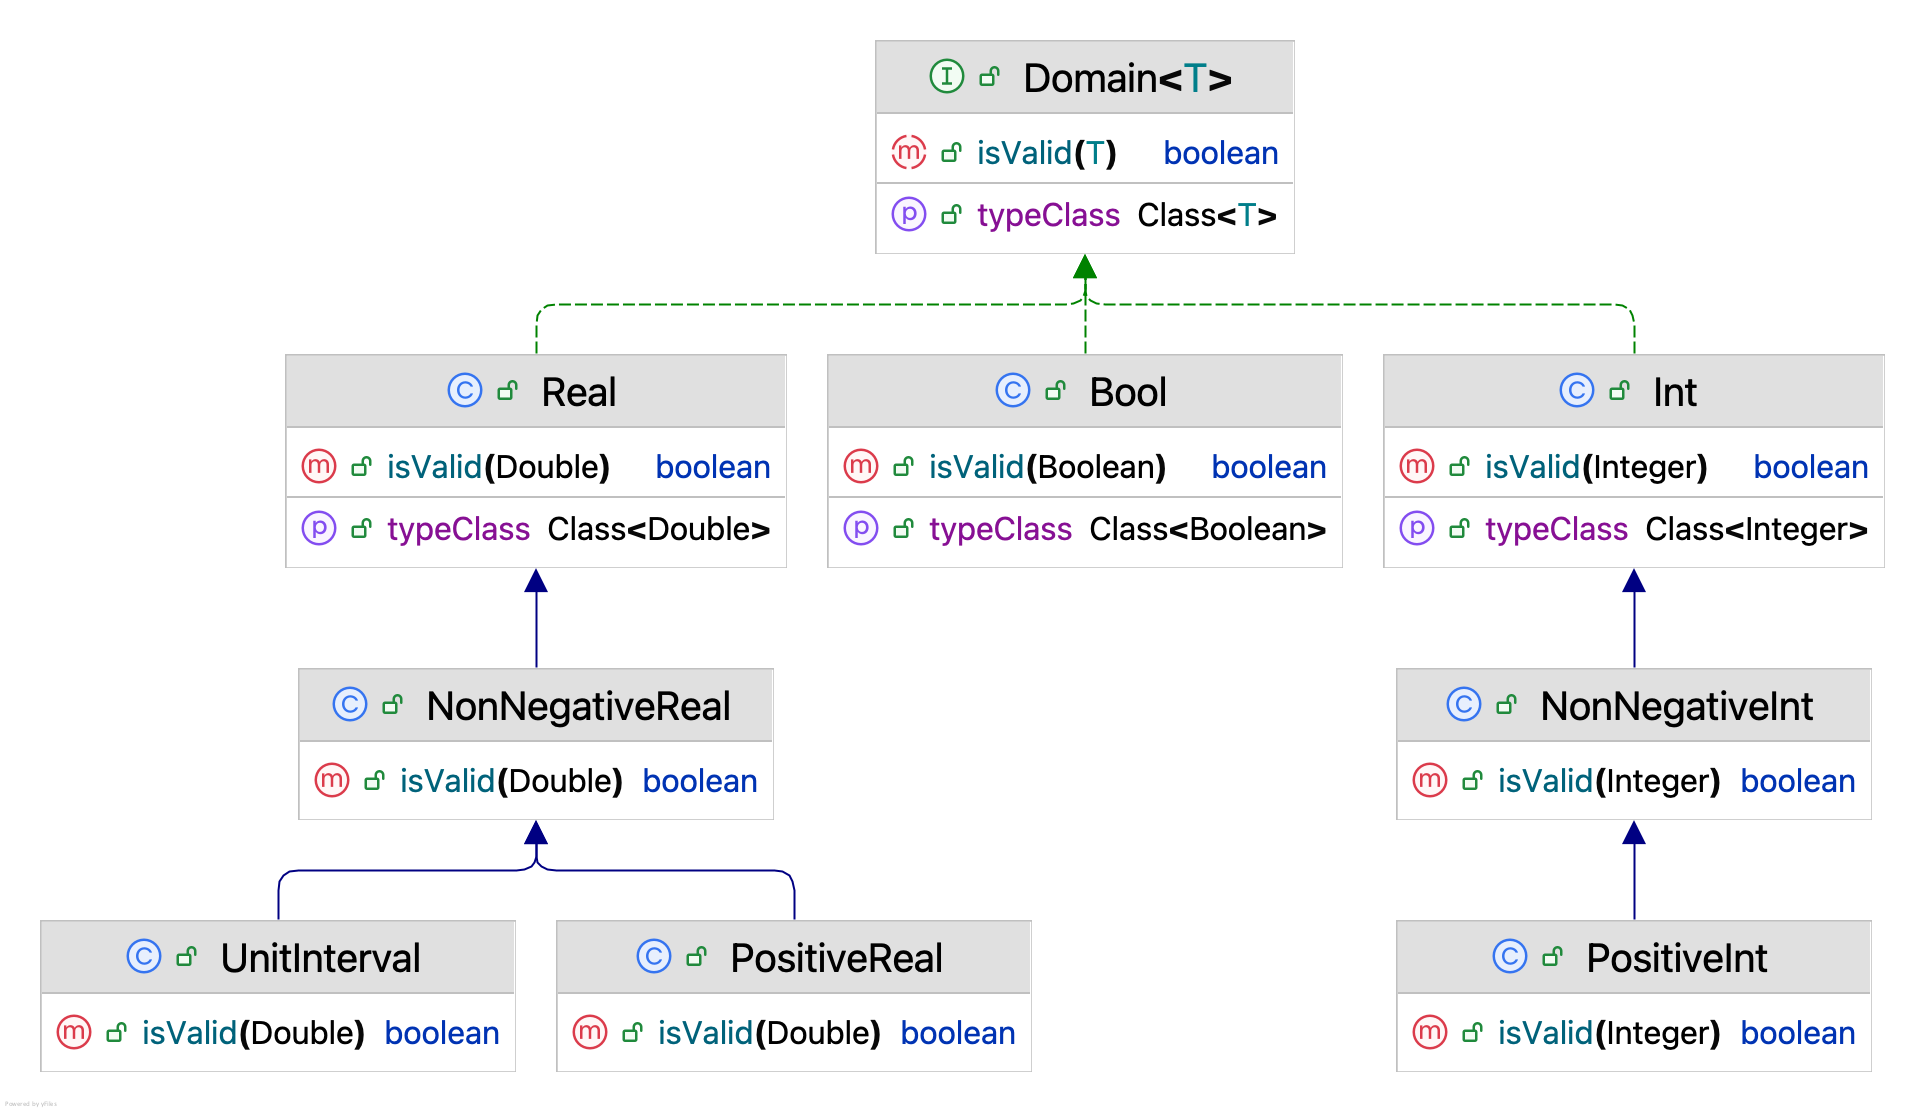 I Domain<T>
m isValid(T) boolean
p typeClass Class<T>
C Real
m isValid(Double) boolean
p typeClass Class<Double>
C Bool
m isValid(Boolean) boolean
p typeClass Class<Boolean>
C Int
m isValid(Integer) boolean
p typeClass Class<Integer>
C NonNegativeReal
m isValid(Double) boolean
C NonNegativeInt
m isValid(Integer) boolean
C UnitInterval
m isValid(Double) boolean
C PositiveReal
m isValid(Double) boolean
C PositiveInt
m isValid(Integer) boolean
Powered by yFiles